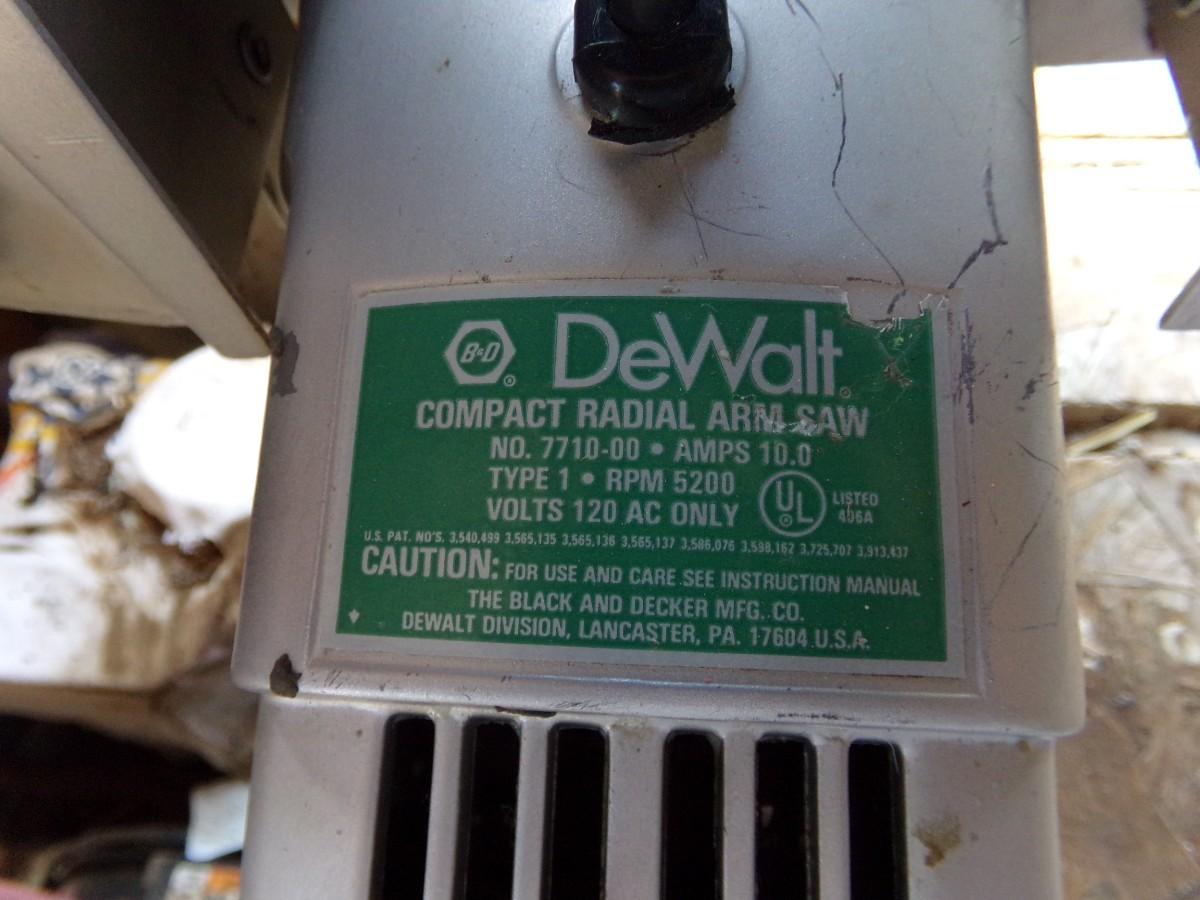 B&D® DeWalt®
COMPACT RADIAL ARM SAW
NO. 7710-00 • AMPS 10.0
TYPE 1 • RPM 5200
VOLTS 120 AC ONLY
UL® LISTED
406A
U.S. PAT. NO'S. 3,540,499 3,565,135 3,565,136 3,565,137 3,586,076 3,598,162 3,725,707 3,913,437
CAUTION: FOR USE AND CARE SEE INSTRUCTION MANUAL
THE BLACK AND DECKER MFG. CO.
DEWALT DIVISION, LANCASTER, PA. 17604 U.S.A.